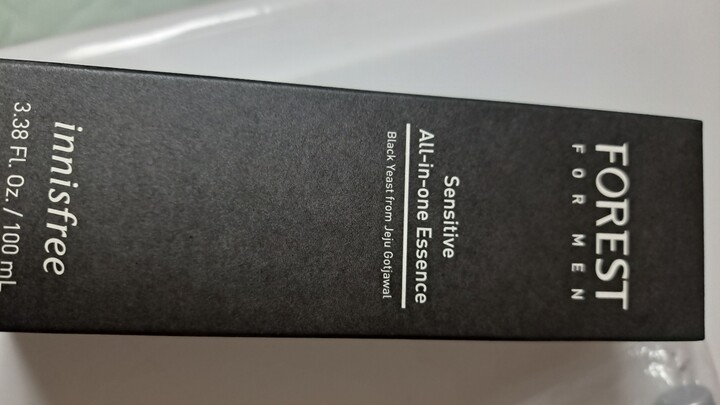 FOREST
FOR MEN
Sensitive
All-in-one Essence
Black Yeast from Jeju Gotjawal
innisfree
3.38 Fl. Oz. / 100 mL